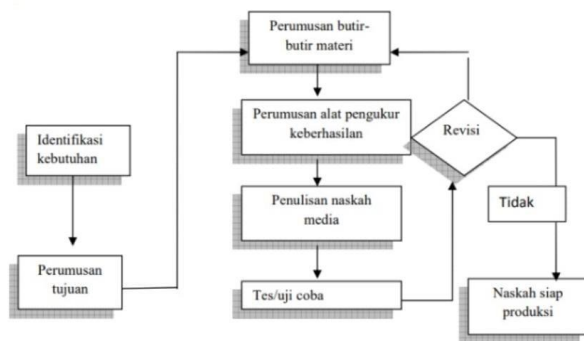 Identifikasi
kebutuhan
Perumusan
tujuan
Perumusan butir-
butir materi
Perumusan alat pengukur
keberhasilan
Penulisan naskah
media
Tes/uji coba
Revisi
Tidak
Naskah siap
produksi